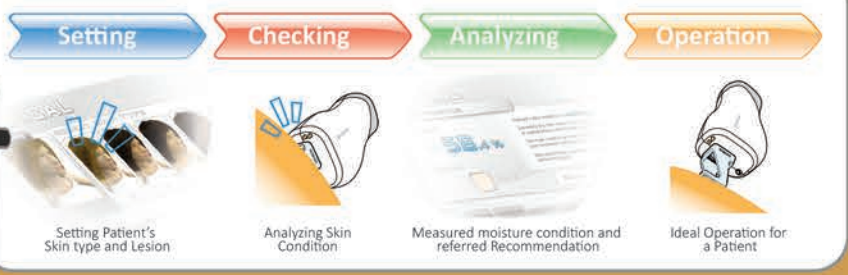 Setting
Checking
Analyzing
Operation
Setting Patient's
Skin type and Lesion
Analyzing Skin
Condition
Measured moisture condition and
referred Recommendation
Ideal Operation for
a Patient